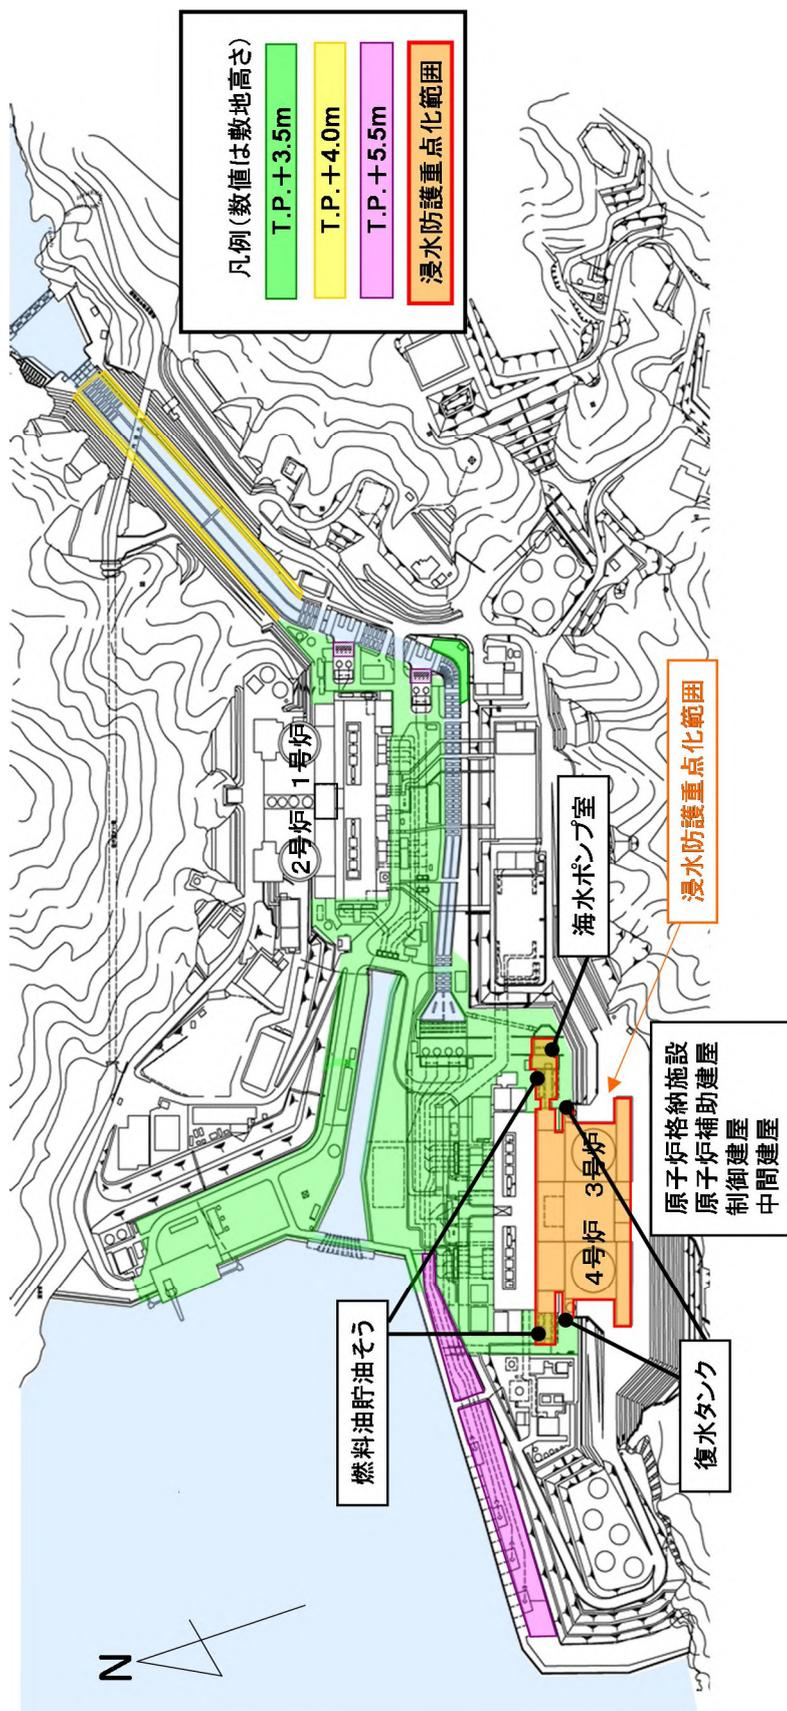 凡例(数値は敷地高さ)
T.P.+3.5m
T.P.+4.0m
T.P.+5.5m
浸水防護重点化範囲
2号炉 1号炉
海水ポンプ室
浸水防護重点化範囲
4号炉 3号炉
原子炉格納施設
原子炉補助建屋
制御建屋
中間建屋
燃料油貯油そう
復水タンク
N